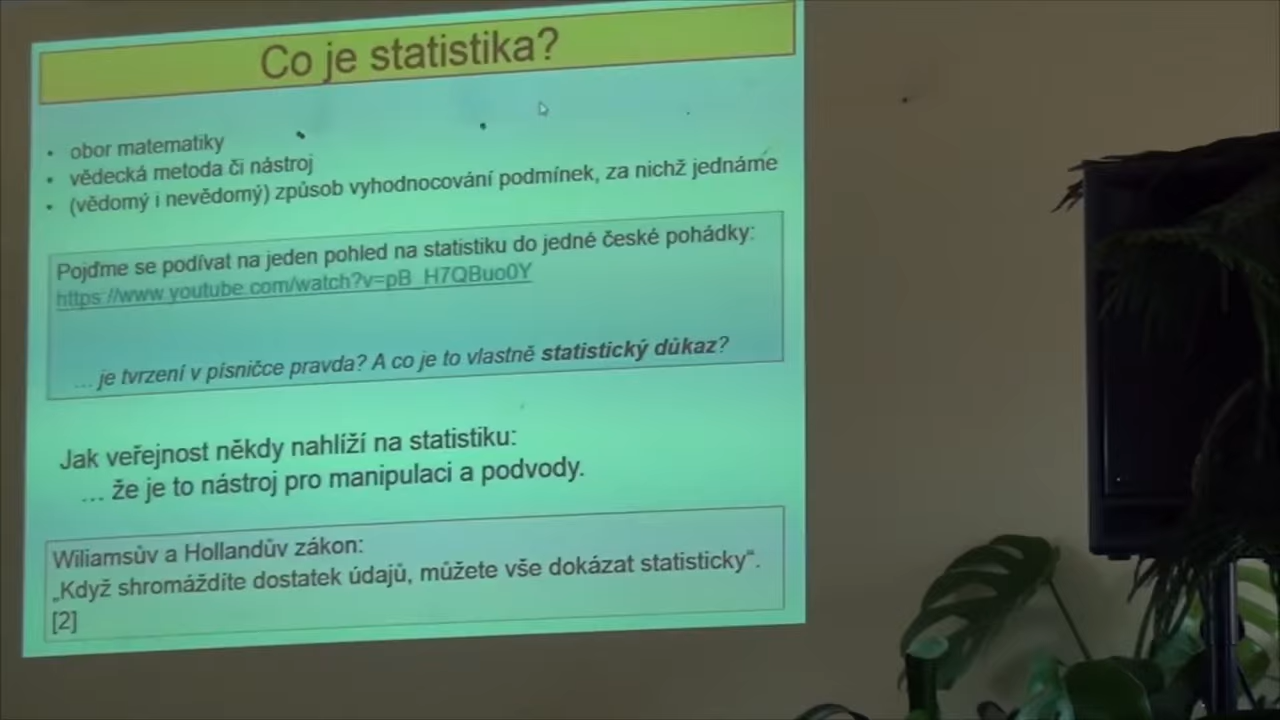 Co je statistika?
• obor matematiky
• vědecká metoda či nástroj
• (vědomý i nevědomý) způsob vyhodnocování podmínek, za nichž jednáme
Pojďme se podívat na jeden pohled na statistiku do jedné české pohádky:
https://www.youtube.com/watch?v=pB_H7QBuo0Y
… je tvrzení v písničce pravda? A co je to vlastně statistický důkaz?
Jak veřejnost někdy nahlíží na statistiku:
… že je to nástroj pro manipulaci a podvody.
Wiliamsův a Hollandův zákon:
„Když shromáždíte dostatek údajů, můžete vše dokázat statisticky“.
[2]